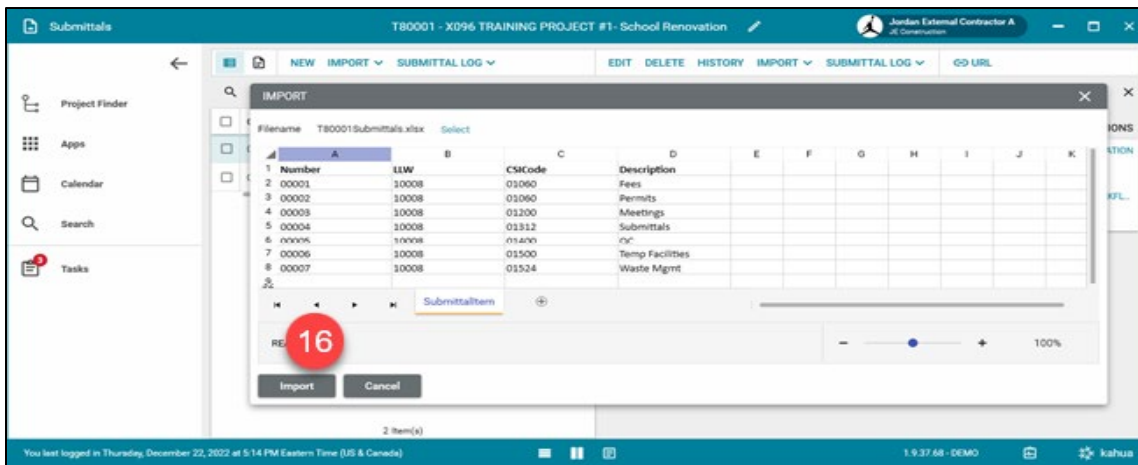 Submittals T80001 - X096 TRAINING PROJECT #1- School Renovation Jordan External Contractor A
JE Construction
NEW IMPORT SUBMITTAL LOG EDIT DELETE HISTORY IMPORT SUBMITTAL LOG URL
Project Finder
Apps
Calendar
Search
3
Tasks
IMPORT
Filename T80001Submittals.xlsx Select
A B C D E F G H I J K
1 Number LLW CSICode Description
2 00001 10008 01060 Fees
3 00002 10008 01060 Permits
4 00003 10008 01200 Meetings
5 00004 10008 01312 Submittals
6 00005 10008 01400 QC
7 00006 10008 01500 Temp Facilities
8 00007 10008 01524 Waste Mgmt
SubmittalItem
16
100%
Import Cancel
IONS
ATION
KFL...
2 Item(s)
You last logged in Thursday, December 22, 2022 at 5:14 PM Eastern Time (US & Canada) 1.9.37.68 - DEMO kahua